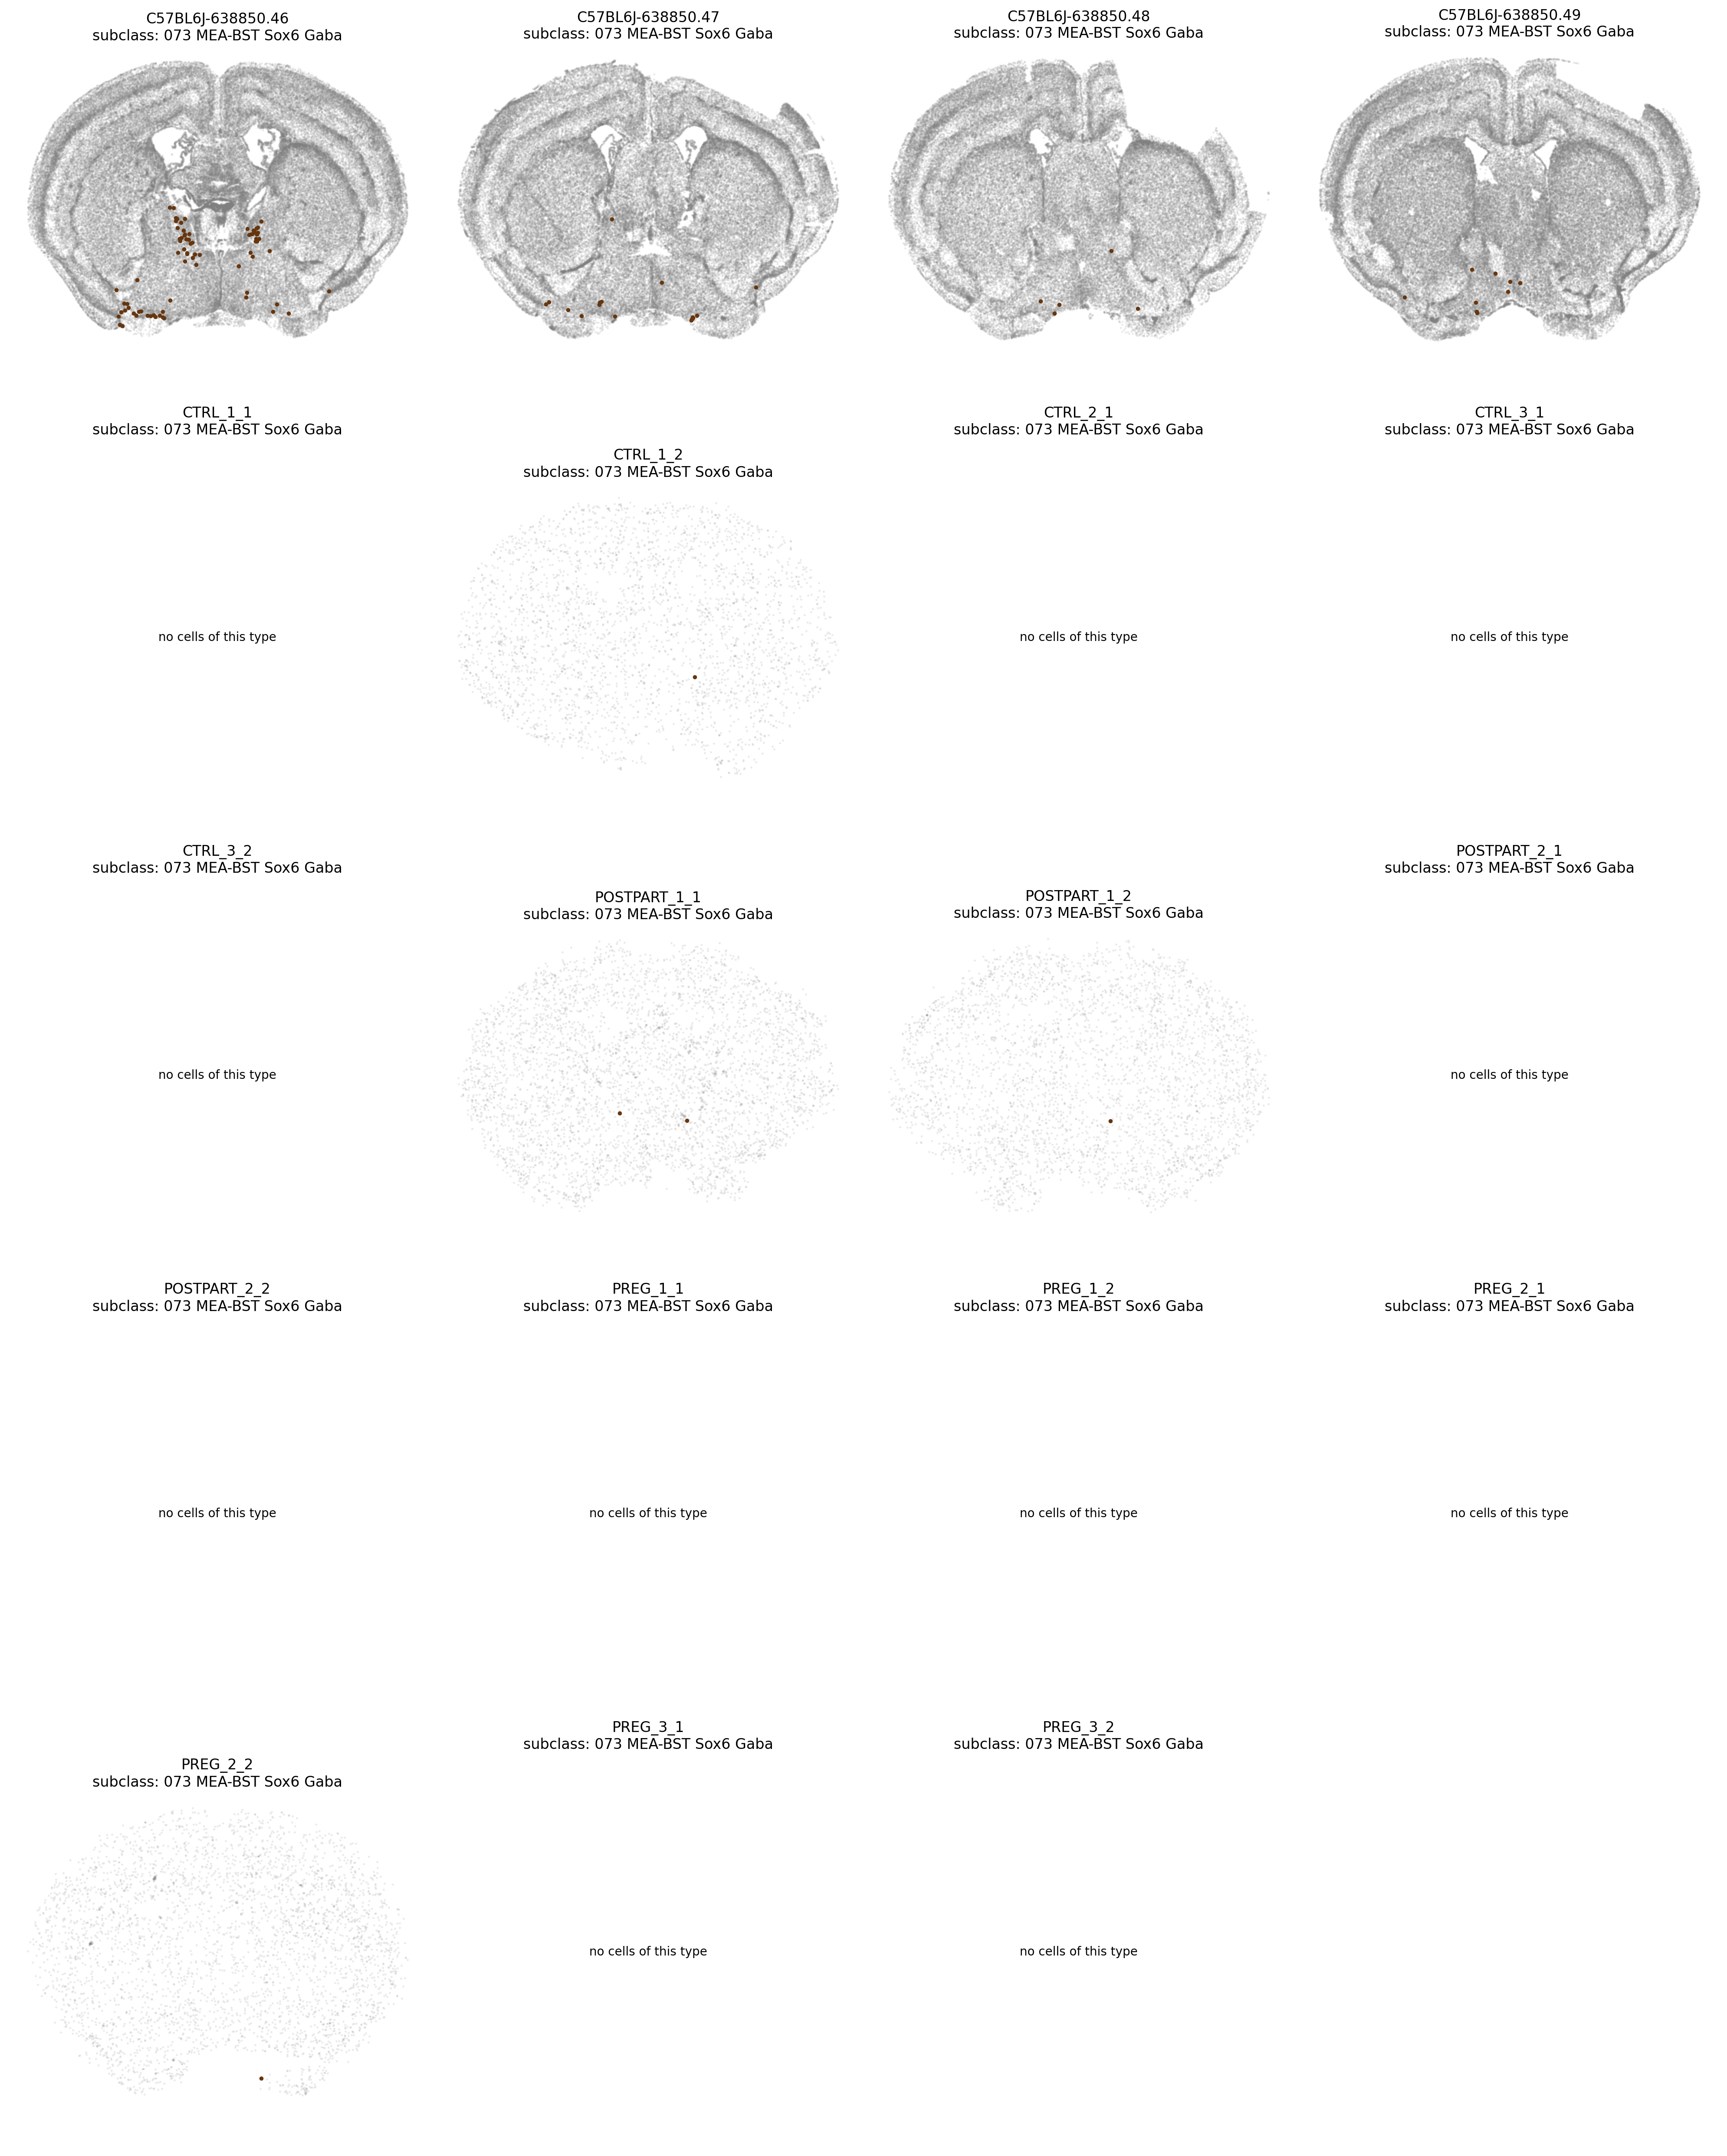 C57BL6J-638850.46
subclass: 073 MEA-BST Sox6 Gaba
C57BL6J-638850.47
subclass: 073 MEA-BST Sox6 Gaba
C57BL6J-638850.48
subclass: 073 MEA-BST Sox6 Gaba
C57BL6J-638850.49
subclass: 073 MEA-BST Sox6 Gaba
CTRL_1_1
subclass: 073 MEA-BST Sox6 Gaba
no cells of this type
CTRL_1_2
subclass: 073 MEA-BST Sox6 Gaba
CTRL_2_1
subclass: 073 MEA-BST Sox6 Gaba
no cells of this type
CTRL_3_1
subclass: 073 MEA-BST Sox6 Gaba
no cells of this type
CTRL_3_2
subclass: 073 MEA-BST Sox6 Gaba
no cells of this type
POSTPART_1_1
subclass: 073 MEA-BST Sox6 Gaba
POSTPART_1_2
subclass: 073 MEA-BST Sox6 Gaba
POSTPART_2_1
subclass: 073 MEA-BST Sox6 Gaba
no cells of this type
POSTPART_2_2
subclass: 073 MEA-BST Sox6 Gaba
no cells of this type
PREG_1_1
subclass: 073 MEA-BST Sox6 Gaba
no cells of this type
PREG_1_2
subclass: 073 MEA-BST Sox6 Gaba
no cells of this type
PREG_2_1
subclass: 073 MEA-BST Sox6 Gaba
no cells of this type
PREG_2_2
subclass: 073 MEA-BST Sox6 Gaba
PREG_3_1
subclass: 073 MEA-BST Sox6 Gaba
no cells of this type
PREG_3_2
subclass: 073 MEA-BST Sox6 Gaba
no cells of this type